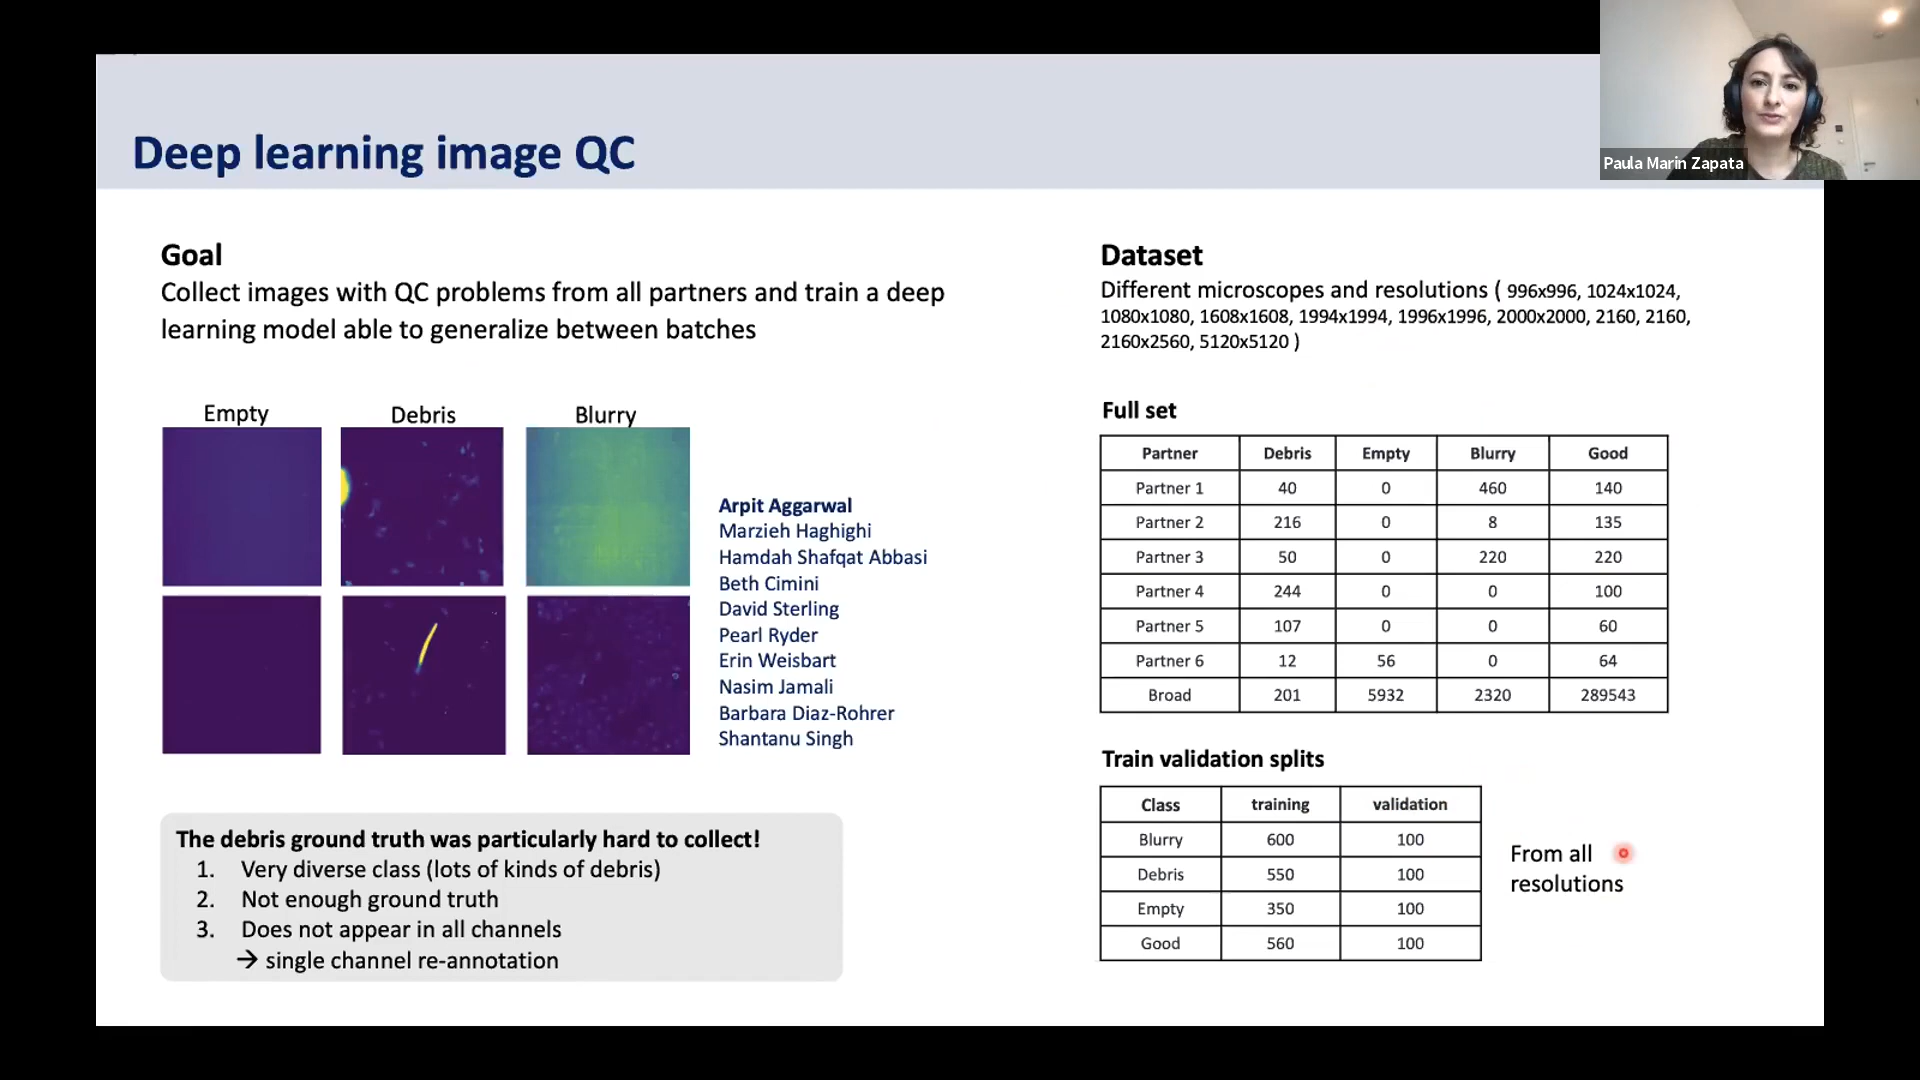 Deep learning image QC
Paula Marin Zapata
Goal
Collect images with QC problems from all partners and train a deep
learning model able to generalize between batches
Empty Debris Blurry
Arpit Aggarwal
Marzieh Haghighi
Hamdah Shafqat Abbasi
Beth Cimini
David Sterling
Pearl Ryder
Erin Weisbart
Nasim Jamali
Barbara Diaz-Rohrer
Shantanu Singh
The debris ground truth was particularly hard to collect!
1. Very diverse class (lots of kinds of debris)
2. Not enough ground truth
3. Does not appear in all channels
→ single channel re-annotation
Dataset
Different microscopes and resolutions ( 996x996, 1024x1024,
1080x1080, 1608x1608, 1994x1994, 1996x1996, 2000x2000, 2160, 2160,
2160x2560, 5120x5120 )
Full set
Partner Debris Empty Blurry Good
Partner 1 40 0 460 140
Partner 2 216 0 8 135
Partner 3 50 0 220 220
Partner 4 244 0 0 100
Partner 5 107 0 0 60
Partner 6 12 56 0 64
Broad 201 5932 2320 289543
Train validation splits
Class training validation
Blurry 600 100
Debris 550 100
Empty 350 100
Good 560 100
From all
resolutions